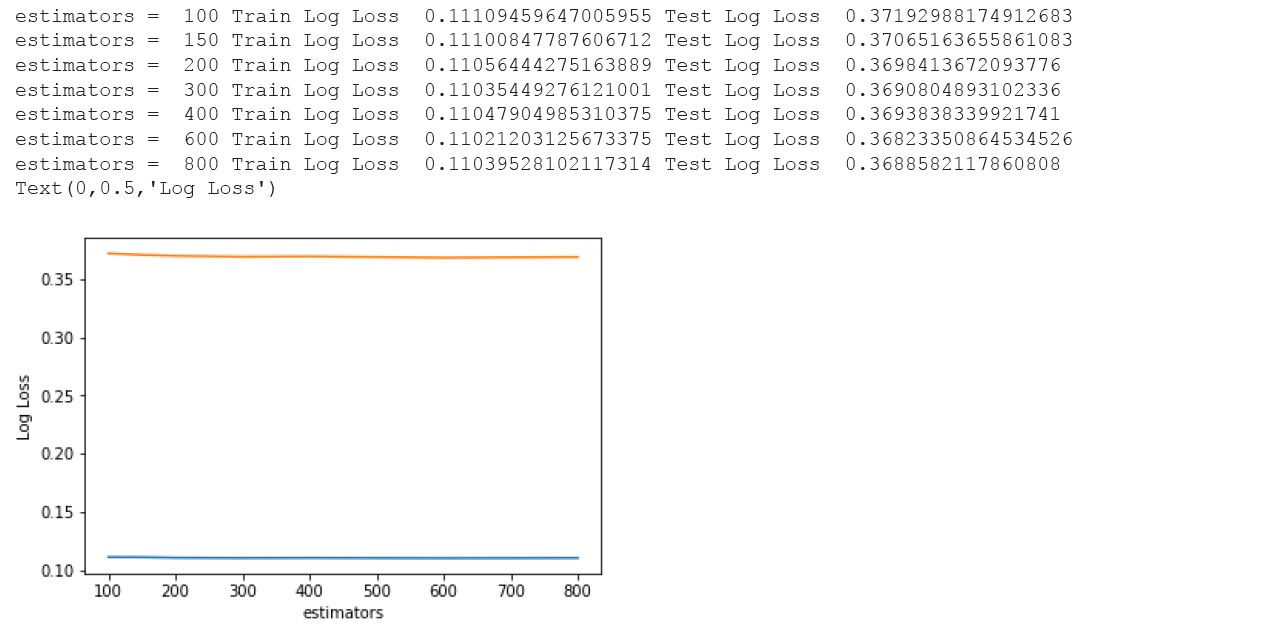 estimators =  100 Train Log Loss  0.11109459647005955 Test Log Loss  0.37192988174912683
estimators =  150 Train Log Loss  0.11100847787606712 Test Log Loss  0.37065163655861083
estimators =  200 Train Log Loss  0.11056444275163889 Test Log Loss  0.3698413672093776
estimators =  300 Train Log Loss  0.11035449276121001 Test Log Loss  0.3690804893102336
estimators =  400 Train Log Loss  0.11047904985310375 Test Log Loss  0.3693838339921741
estimators =  600 Train Log Loss  0.11021203125673375 Test Log Loss  0.36823350864534526
estimators =  800 Train Log Loss  0.11039528102117314 Test Log Loss  0.3688582117860808
Text(0,0.5,'Log Loss')
0.35
0.30
0.25
0.20
0.15
0.10
Log Loss
100 200 300 400 500 600 700 800
estimators